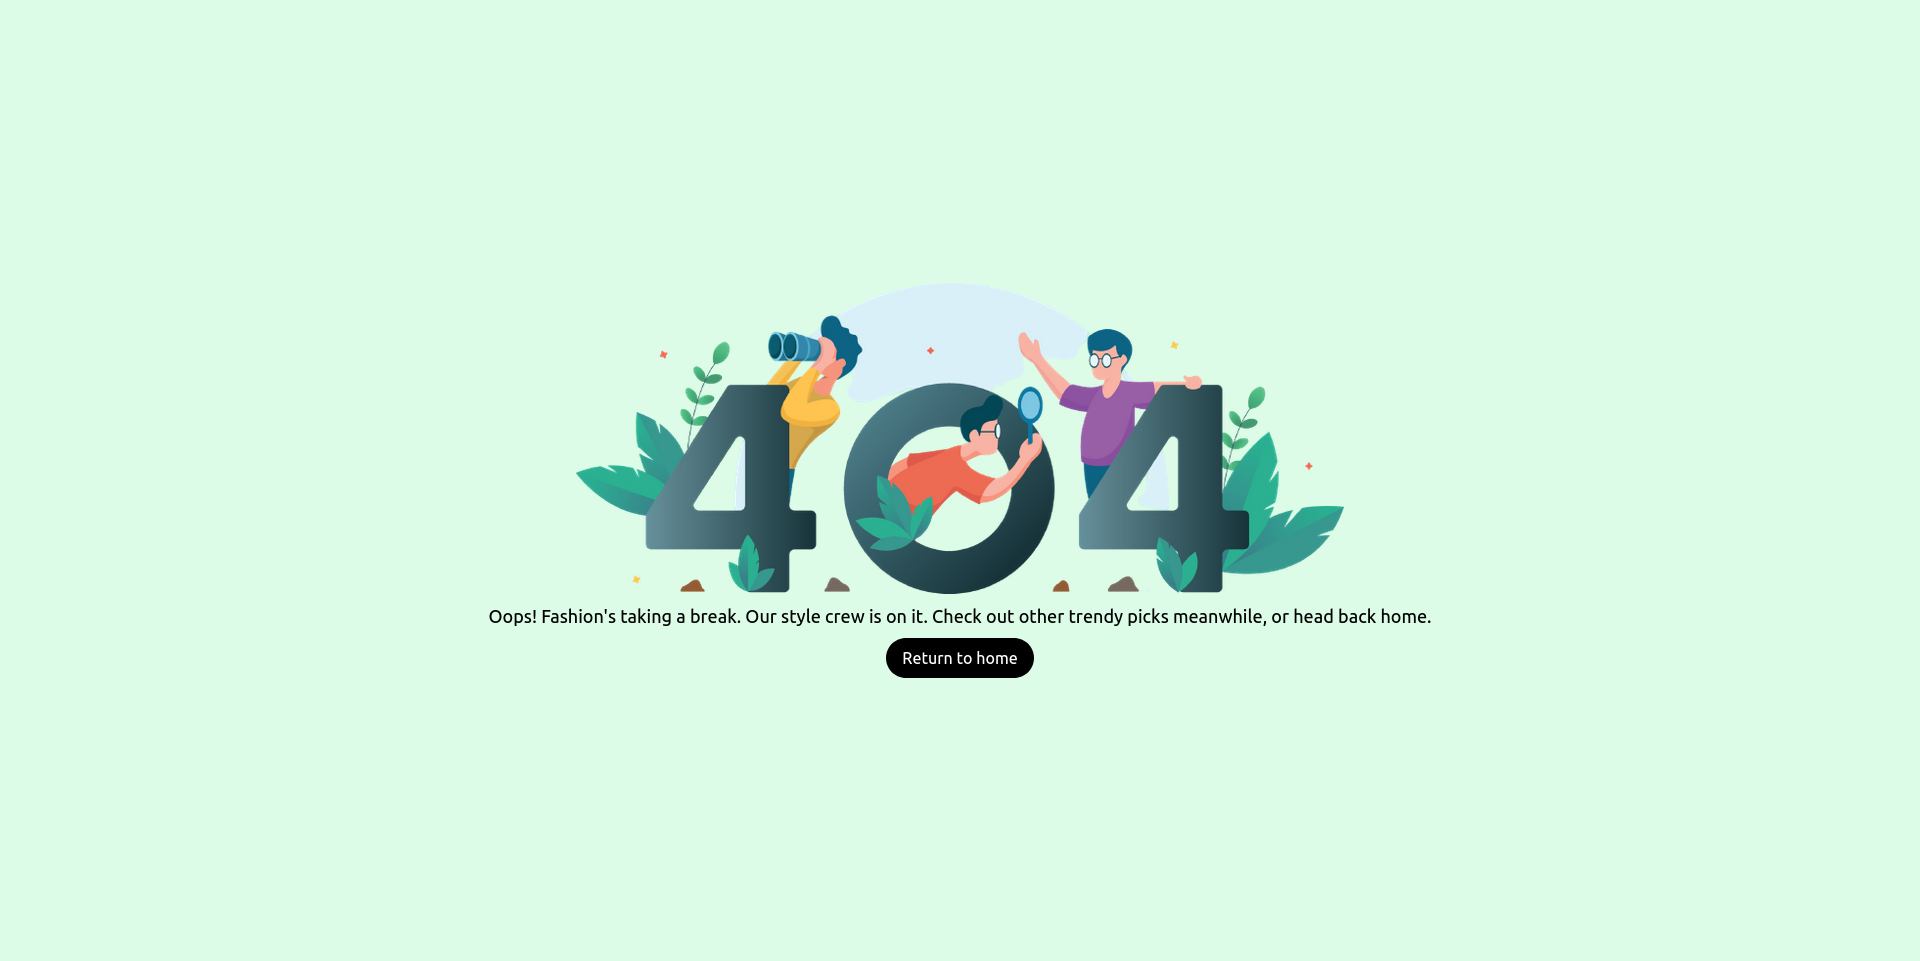 404
Oops! Fashion's taking a break. Our style crew is on it. Check out other trendy picks meanwhile, or head back home.
Return to home